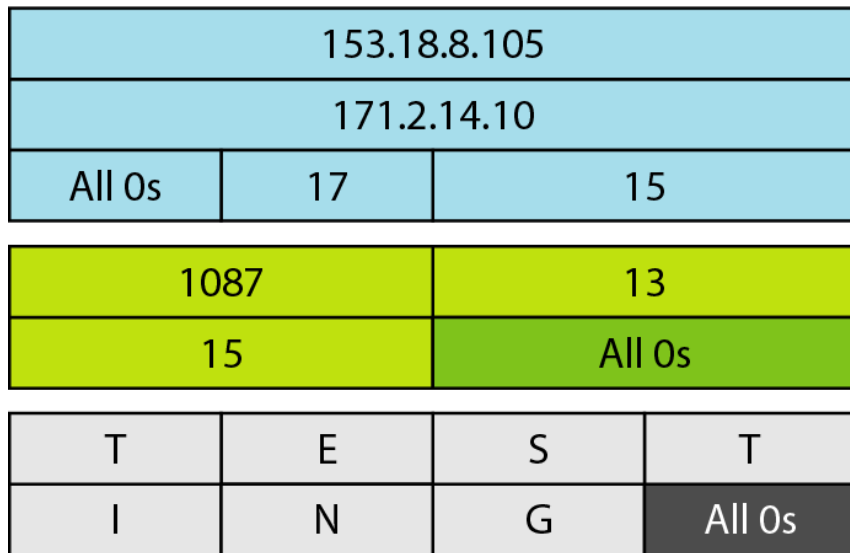 153.18.8.105
171.2.14.10
All 0s 17 15
1087 13
15 All 0s
T E S T
I N G All 0s